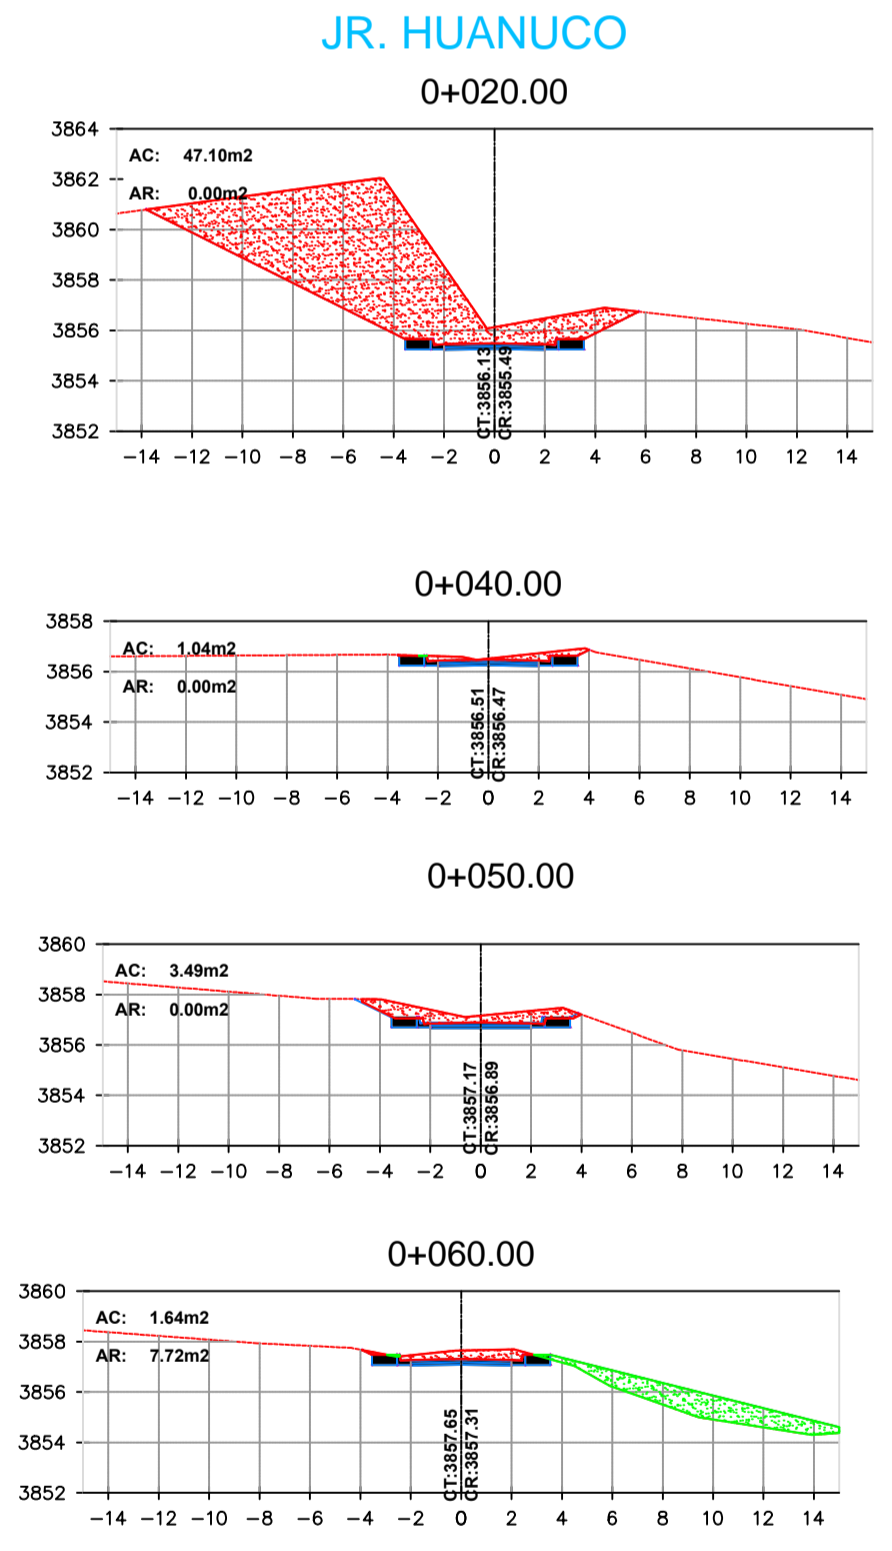 JR. HUANUCO
0+020.00
3864
AC: 47.10m2
3862
AR: 0.00m2
3860
3858
3856
3854
3852
CT:3856.13
CR:3855.49
−14 −12 −10 −8 −6 −4 −2 0 2 4 6 8 10 12 14
0+040.00
3858
AC: 1.04m2
3856
AR: 0.00m2
3854
3852
CT:3856.51
CR:3856.47
−14 −12 −10 −8 −6 −4 −2 0 2 4 6 8 10 12 14
0+050.00
3860
AC: 3.49m2
3858
AR: 0.00m2
3856
3854
3852
CT:3857.17
CR:3856.89
−14 −12 −10 −8 −6 −4 −2 0 2 4 6 8 10 12 14
0+060.00
3860
AC: 1.64m2
3858
AR: 7.72m2
3856
3854
3852
CT:3857.65
CR:3857.31
−14 −12 −10 −8 −6 −4 −2 0 2 4 6 8 10 12 14